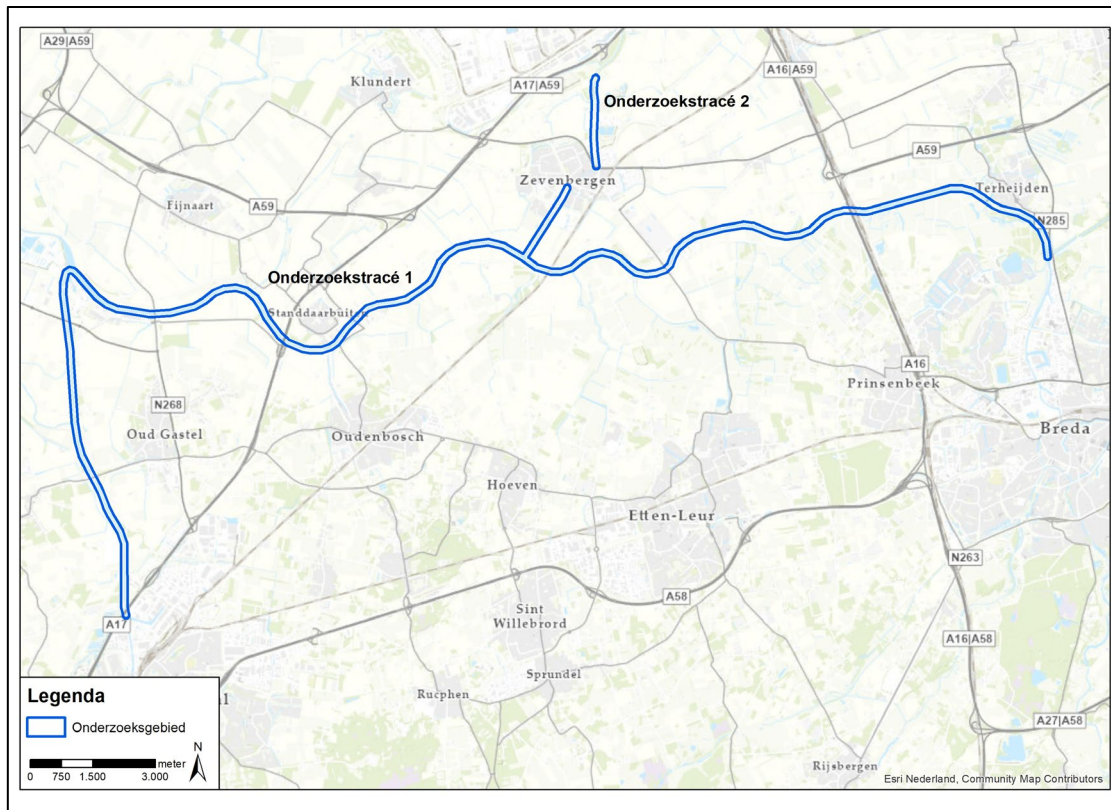 A29|A59
A16|A59
Klundert
A17|A59
Onderzoekstracé 2
A59
Zevenbergen
Terheijden
Fijnaart
A59
N285
Onderzoekstracé 1
Standdaarbuiten
A16
Prinsenbeek
N268
Oud Gastel
Oudenbosch
Breda
Hoeven
Etten-Leur
N263
A58
Sint
Willebrord
A17
A16|A58
Sprundel
Rucphen
A27|A58
Rijsbergen
Legenda
Onderzoeksgebied
meter
N
0 750 1.500 3.000
Esri Nederland, Community Map Contributors